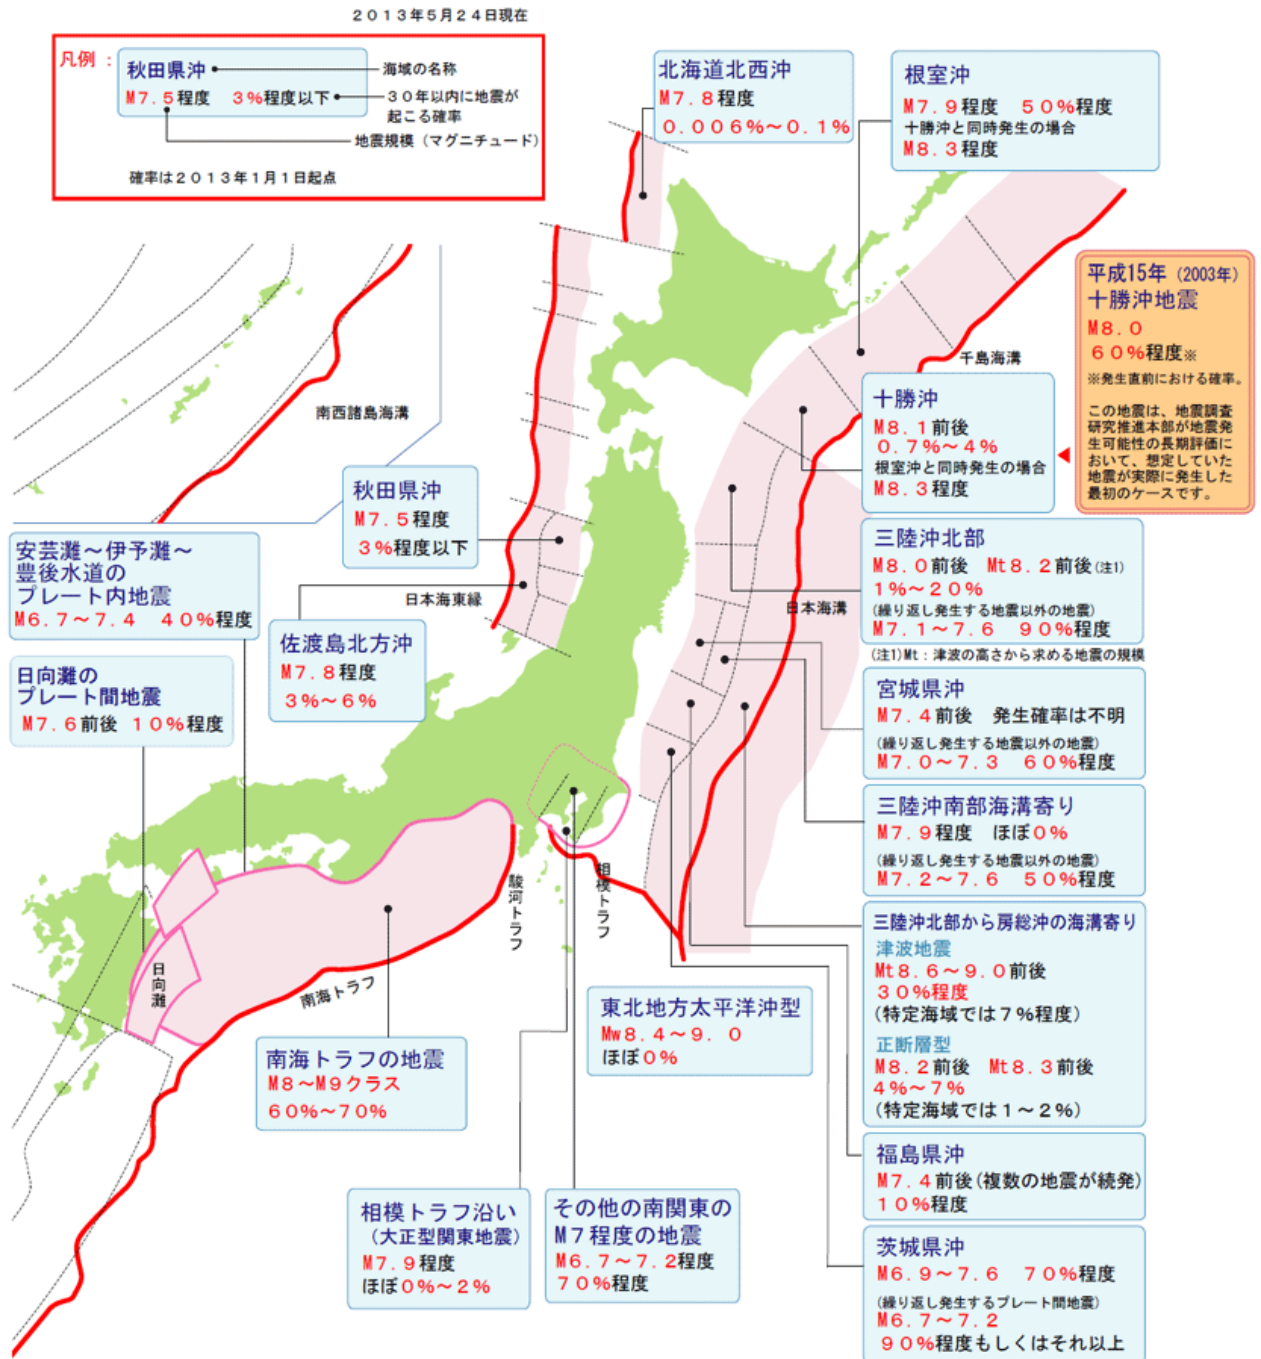 2013年5月24日現在
凡例：
秋田県沖
海域の名称
M7.5程度　3%程度以下
30年以内に地震が
起こる確率
地震規模（マグニチュード）
確率は2013年1月1日起点
北海道北西沖
M7.8程度
0.006%～0.1%
根室沖
M7.9程度　50%程度
十勝沖と同時発生の場合
M8.3程度
平成15年（2003年）
十勝沖地震
M8.0
60%程度※
※発生直前における確率。
この地震は、地震調査
研究推進本部が地震発
生可能性の長期評価に
おいて、想定していた
地震が実際に発生した
最初のケースです。
千島海溝
南西諸島海溝
十勝沖
M8.1前後
0.7%～4%
根室沖と同時発生の場合
M8.3程度
秋田県沖
M7.5程度
3%程度以下
安芸灘～伊予灘～
豊後水道の
プレート内地震
M6.7～7.4　40%程度
日本海東縁
佐渡島北方沖
M7.8程度
3%～6%
日向灘の
プレート間地震
M7.6前後　10%程度
日本海溝
三陸沖北部
M8.0前後　Mt8.2前後(注1)
1%～20%
(繰り返し発生する地震以外の地震)
M7.1～7.6　90%程度
(注1)Mt：津波の高さから求める地震の規模
宮城県沖
M7.4前後　発生確率は不明
(繰り返し発生する地震以外の地震)
M7.0～7.3　60%程度
三陸沖南部海溝寄り
M7.9程度　ほぼ0%
(繰り返し発生する地震以外の地震)
M7.2～7.6　50%程度
三陸沖北部から房総沖の海溝寄り
津波地震
Mt8.6～9.0前後
30%程度
(特定海域では7%程度)
正断層型
M8.2前後　Mt8.3前後
4%～7%
(特定海域では1～2%)
駿河トラフ
相模トラフ
日向灘
南海トラフ
東北地方太平洋沖型
Mw8.4～9.0
ほぼ0%
南海トラフの地震
M8～M9クラス
60%～70%
福島県沖
M7.4前後(複数の地震が続発)
10%程度
相模トラフ沿い
（大正型関東地震）
M7.9程度
ほぼ0%～2%
その他の南関東の
M7程度の地震
M6.7～7.2程度
70%程度
茨城県沖
M6.9～7.6　70%程度
(繰り返し発生するプレート間地震)
M6.7～7.2
90%程度もしくはそれ以上